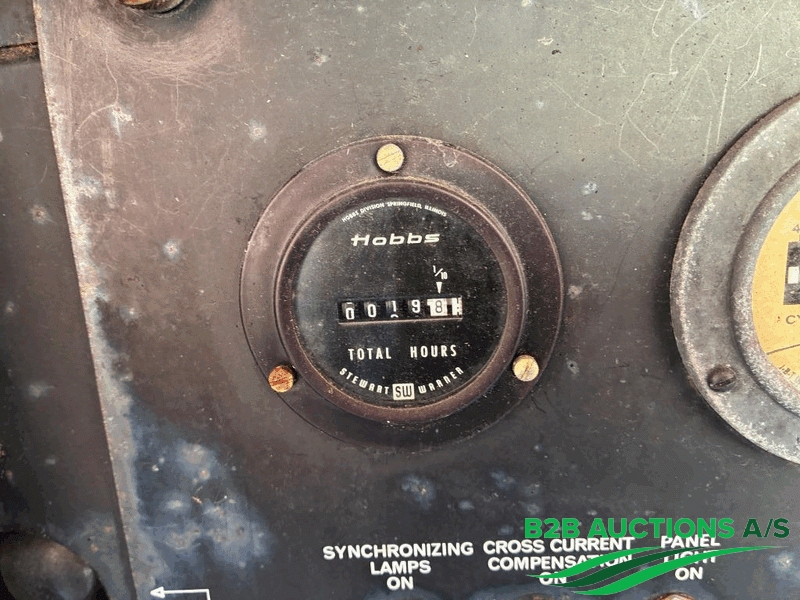 HOBBS DIVISION SPRINGFIELD, ILLINOIS
Hobbs
1/10
00198
TOTAL HOURS
STEWART SW WARNER
SYNCHRONIZING LAMPS ON
CROSS CURRENT COMPENSATION ON
PANEL LIGHT ON
B2B AUCTIONS A/S